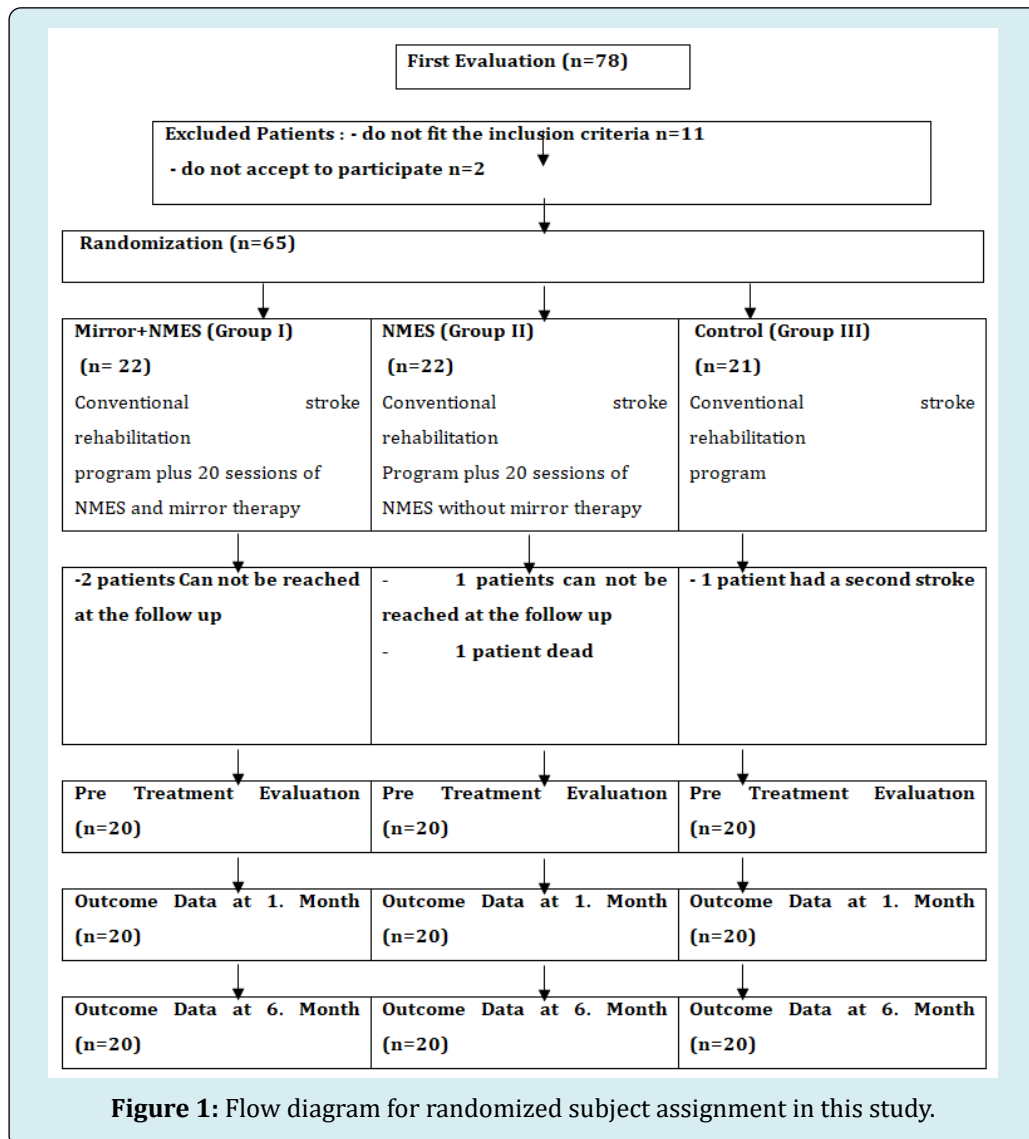 First Evaluation (n=78)
Excluded Patients : - do not fit the inclusion criteria n=11
- do not accept to participate n=2
Randomization (n=65)
Mirror+NMES (Group I)
(n= 22)
Conventional stroke
rehabilitation
program plus 20 sessions of
NMES and mirror therapy
NMES (Group II)
(n=22)
Conventional stroke
rehabilitation
Program plus 20 sessions of
NMES without mirror therapy
Control (Group III)
(n=21)
Conventional stroke
rehabilitation
program
-2 patients Can not be reached
at the follow up
- 1 patients can not be
reached at the follow up
- 1 patient dead
- 1 patient had a second stroke
Pre Treatment Evaluation
(n=20)
Pre Treatment Evaluatıon
(n=20)
Pre Treatment Evaluation
(n=20)
Outcome Data at 1. Month
(n=20)
Outcome Data at 1. Month
(n=20)
Outcome Data at 1. Month
(n=20)
Outcome Data at 6. Month
(n=20)
Outcome Data at 6. Month
(n=20)
Outcome Data at 6. Month
(n=20)
Figure 1: Flow diagram for randomized subject assignment in this study.